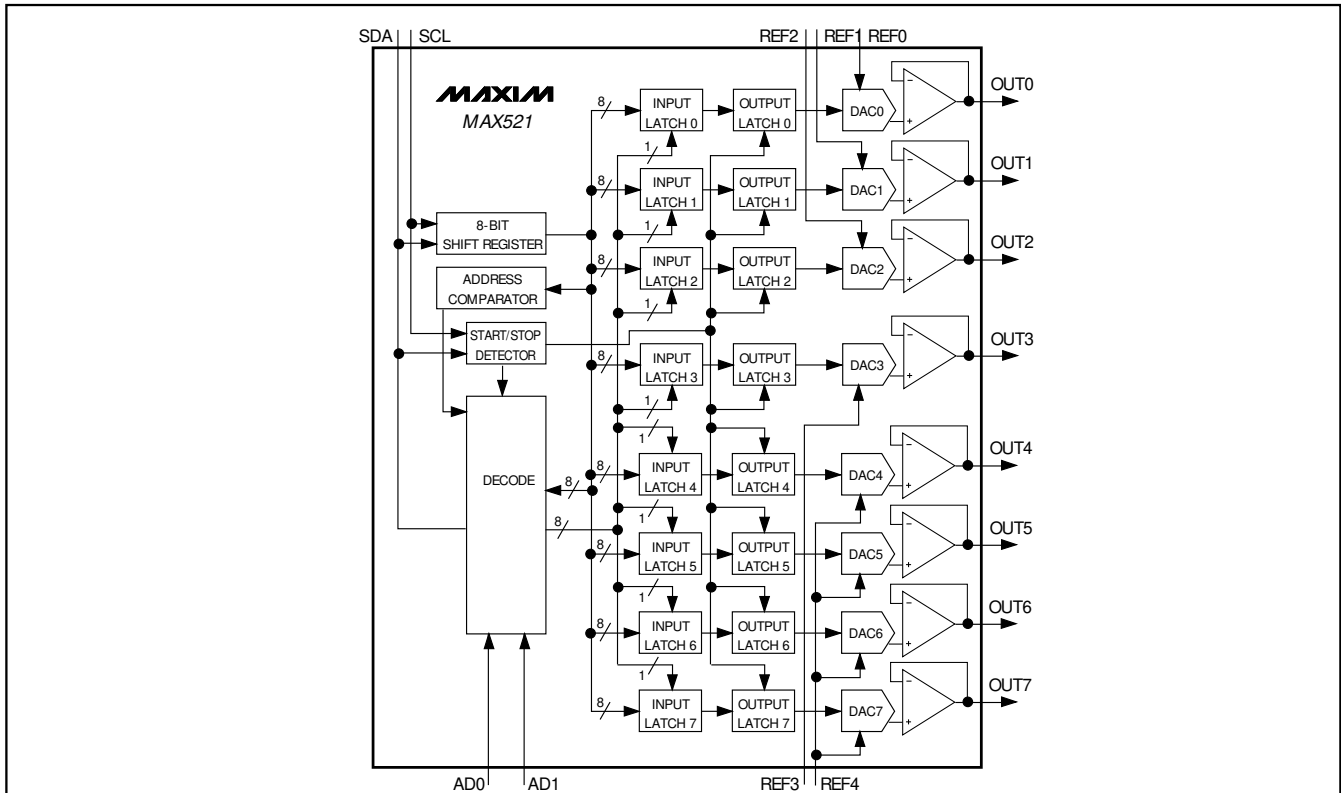 SDA SCL REF2 REF1 REF0
MAXIM
MAX521
8 INPUT LATCH 0 OUTPUT LATCH 0 DAC0 - + OUT0
1
8 INPUT LATCH 1 OUTPUT LATCH 1 DAC1 - + OUT1
1
8-BIT
SHIFT REGISTER
8 INPUT LATCH 2 OUTPUT LATCH 2 DAC2 - + OUT2
1
ADDRESS
COMPARATOR
START/STOP
DETECTOR
8 INPUT LATCH 3 OUTPUT LATCH 3 DAC3 - + OUT3
1
1
DECODE
8
8
8 INPUT LATCH 4 OUTPUT LATCH 4 DAC4 - + OUT4
1
8 INPUT LATCH 5 OUTPUT LATCH 5 DAC5 - + OUT5
1
8 INPUT LATCH 6 OUTPUT LATCH 6 DAC6 - + OUT6
1
8 INPUT LATCH 7 OUTPUT LATCH 7 DAC7 - + OUT7
AD0 AD1 REF3 REF4